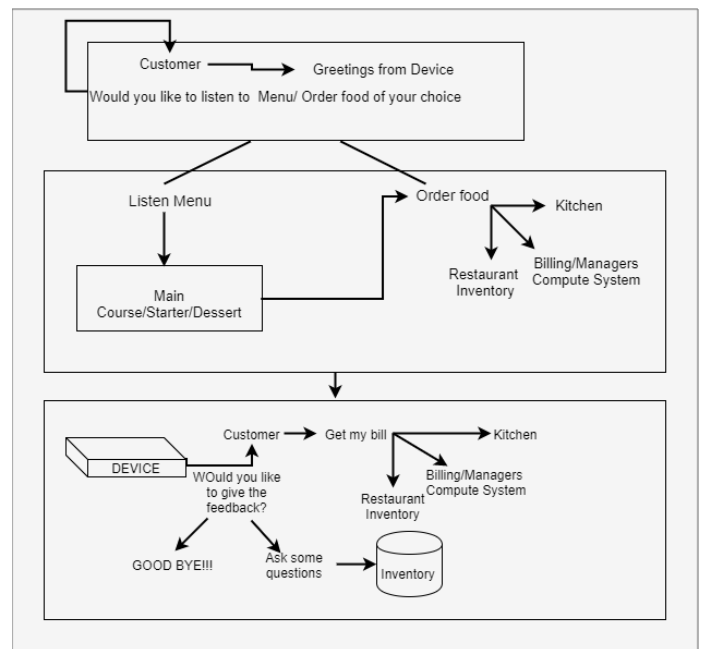 Customer
Greetings from Device
Would you like to listen to Menu/ Order food of your choice
Listen Menu
Order food
Kitchen
Restaurant
Inventory
Billing/Managers
Compute System
Main
Course/Starter/Dessert
DEVICE
Customer
Get my bill
Kitchen
WOuld you like
to give the
feedback?
Billing/Managers
Compute System
Restaurant
Inventory
GOOD BYE!!!
Ask some
questions
Inventory